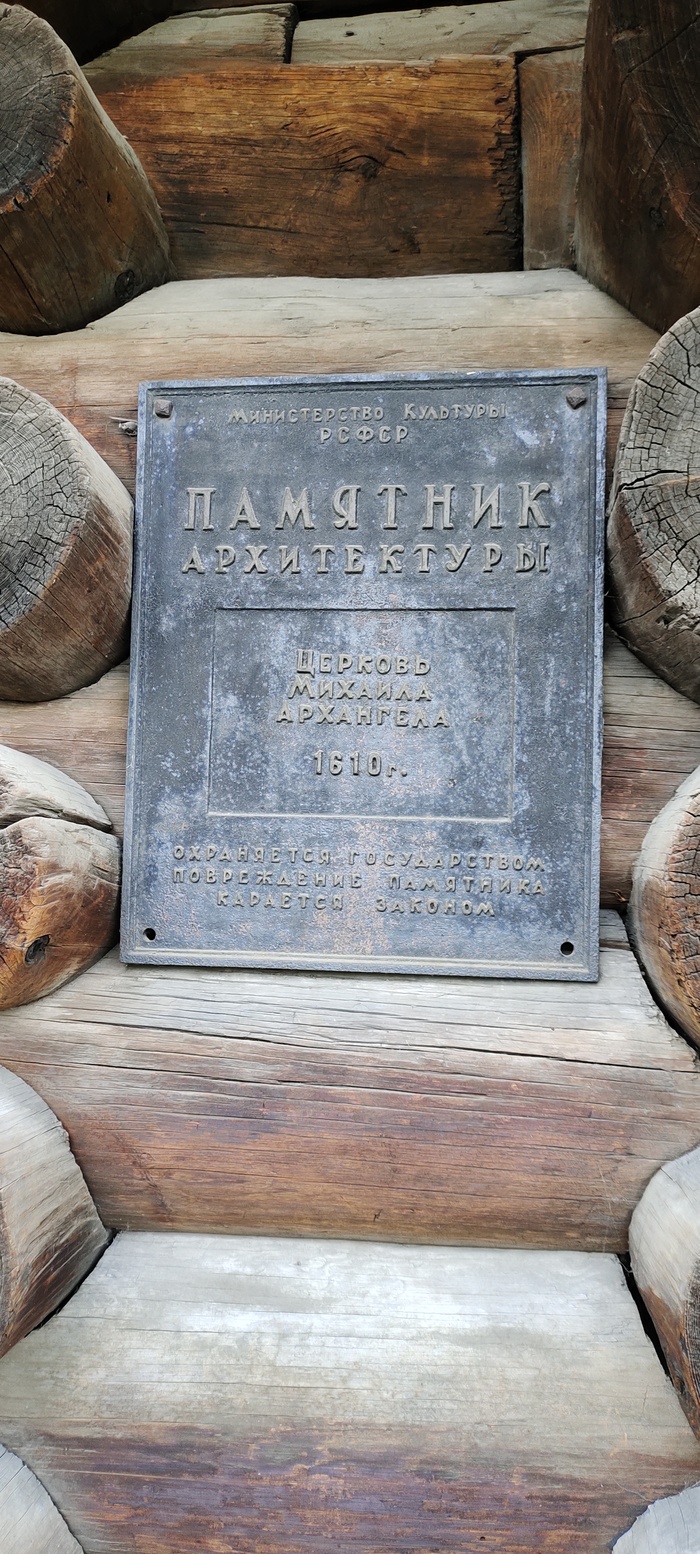 Министерство Культуры
РСФСР
ПАМЯТНИК
АРХИТЕКТУРЫ
ЦЕРКОВЬ
МИХАИЛА
АРХАНГЕЛА
1610г.
ОХРАНЯЕТСЯ ГОСУДАРСТВОМ
ПОВРЕЖДЕНИЕ ПАМЯТНИКА
КАРАЕТСЯ ЗАКОНОМ